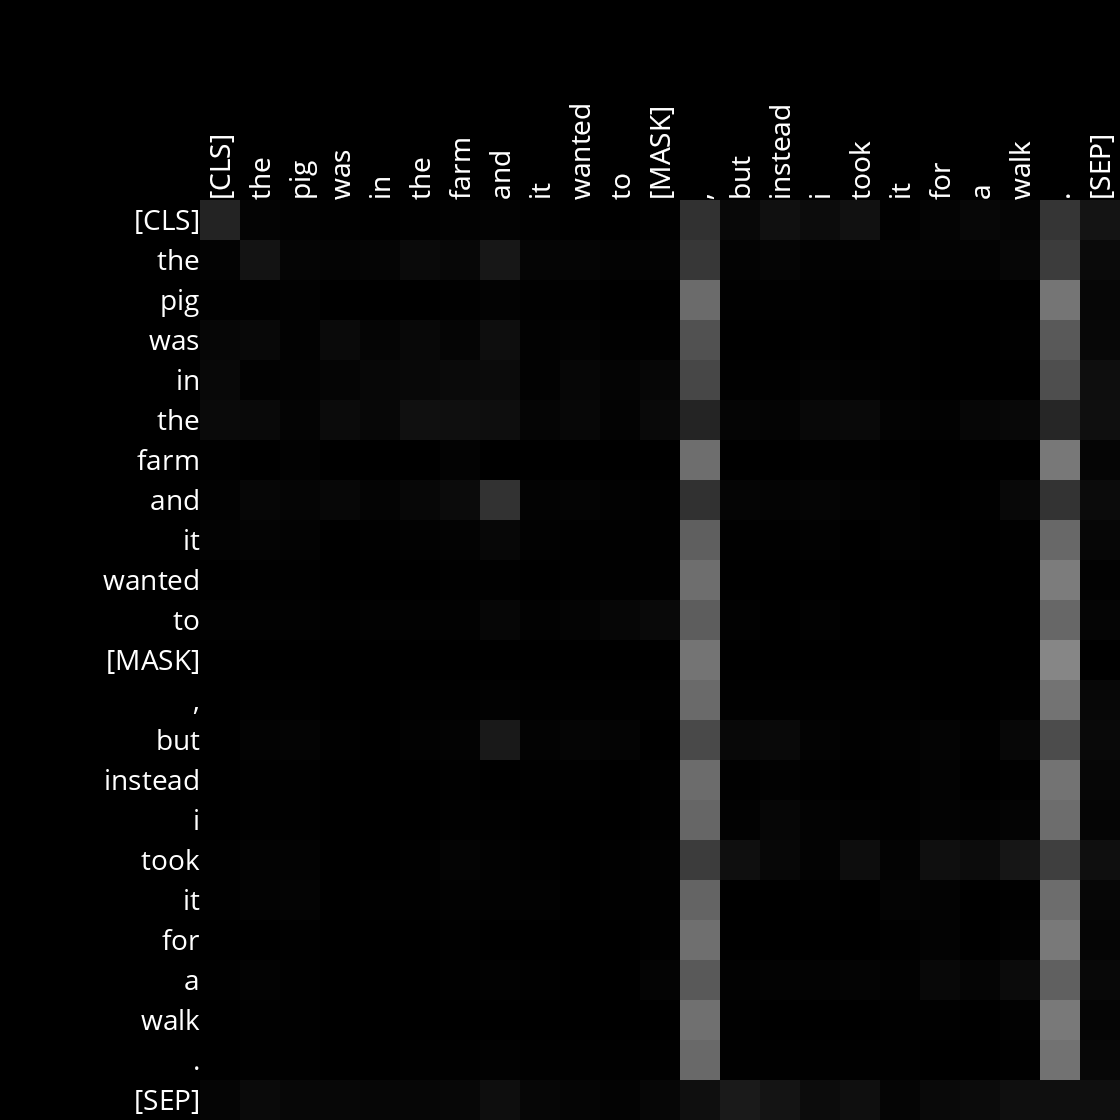 [CLS] the pig was in the farm and it wanted to [MASK] , but instead i took it for a walk . [SEP]
[CLS]
the
pig
was
in
the
farm
and
it
wanted
to
[MASK]
,
but
instead
i
took
it
for
a
walk
.
[SEP]